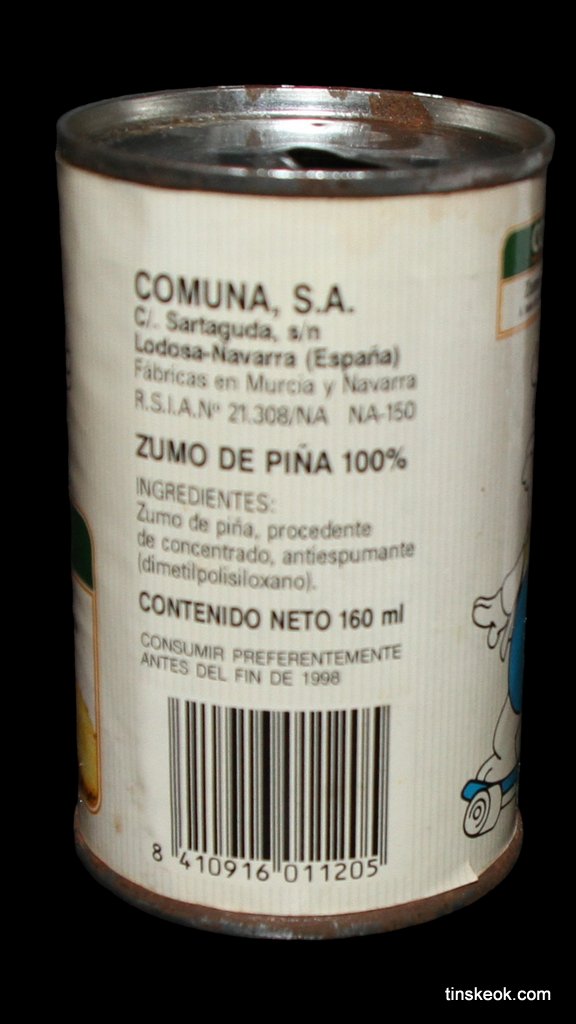 COMUNA, S.A.
C/. Sartaguda, s/n
Lodosa-Navarra (España)
Fábricas en Murcia y Navarra
R.S.I.A.Nº 21.308/NA NA-150
ZUMO DE PIÑA 100%
INGREDIENTES:
Zumo de piña, procedente
de concentrado, antiespumante
(dimetilpolisiloxano).
CONTENIDO NETO 160 ml
CONSUMIR PREFERENTEMENTE
ANTES DEL FIN DE 1998
8 410916 011205
tinskeok.com